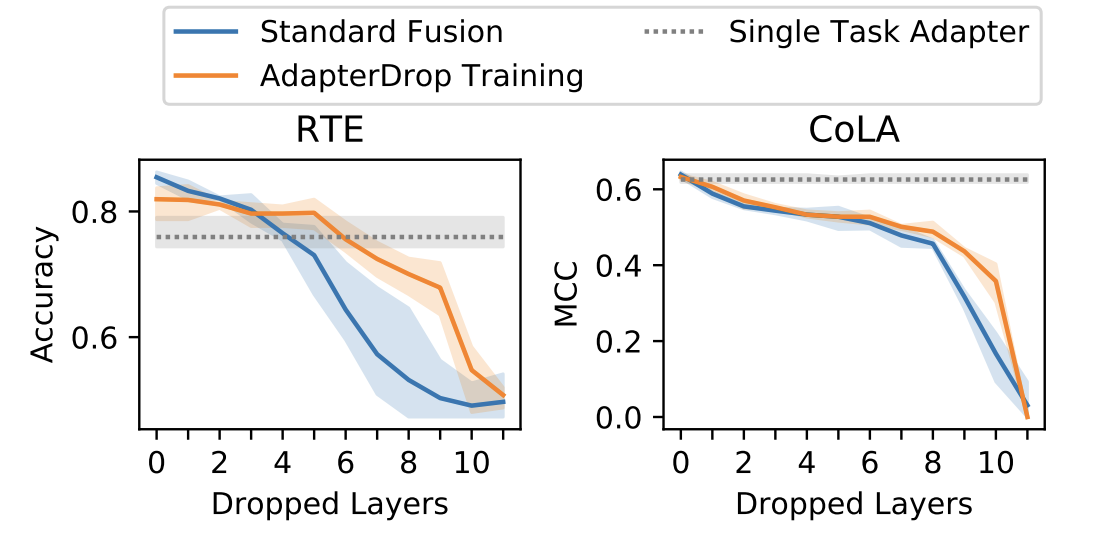 Standard Fusion
AdapterDrop Training
Single Task Adapter
RTE
Accuracy
0.8
0.6
0 2 4 6 8 10
Dropped Layers
CoLA
MCC
0.6
0.4
0.2
0.0
0 2 4 6 8 10
Dropped Layers